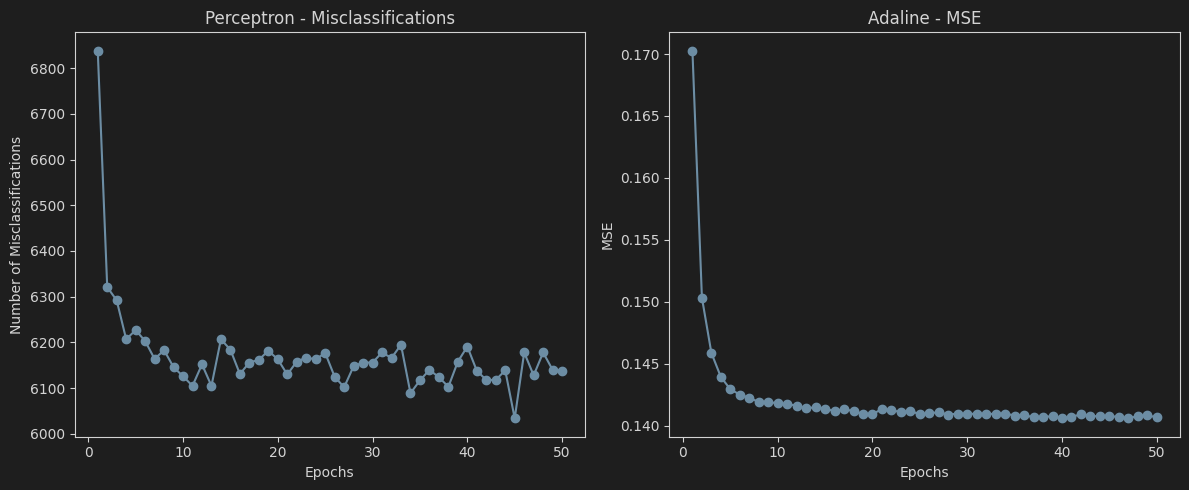 Perceptron - Misclassifications
Number of Misclassifications
6800
6700
6600
6500
6400
6300
6200
6100
6000
0 10 20 30 40 50
Epochs
Adaline - MSE
MSE
0.170
0.165
0.160
0.155
0.150
0.145
0.140
0 10 20 30 40 50
Epochs